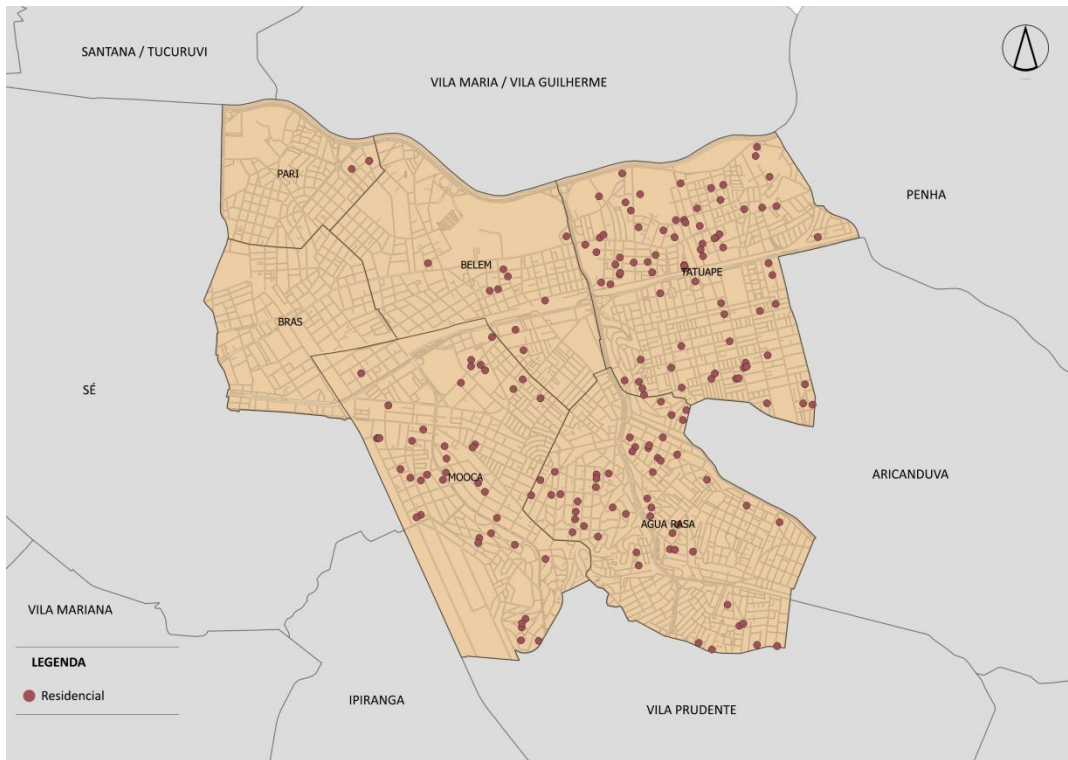 SANTANA / TUCURUVI
VILA MARIA / VILA GUILHERME
PARI
PENHA
BELEM
TATUAPE
BRAS
SÉ
ARICANDUVA
MOOCA
AGUA RASA
VILA MARIANA
LEGENDA
Residencial
IPIRANGA
VILA PRUDENTE